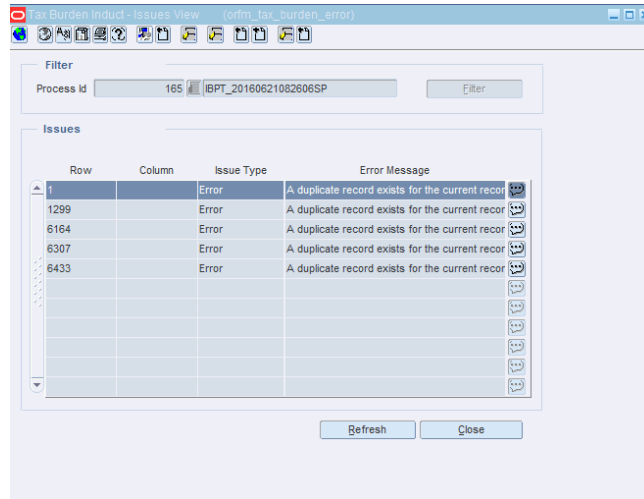 Tax Burden Induct - Issues View (orfm_tax_burden_error)
Filter
Process Id 165 IBPT_20160621082606SP Filter
Issues
Row Column Issue Type Error Message
1 Error A duplicate record exists for the current recor
1299 Error A duplicate record exists for the current recor
6164 Error A duplicate record exists for the current recor
6307 Error A duplicate record exists for the current recor
6433 Error A duplicate record exists for the current recor
Refresh Close